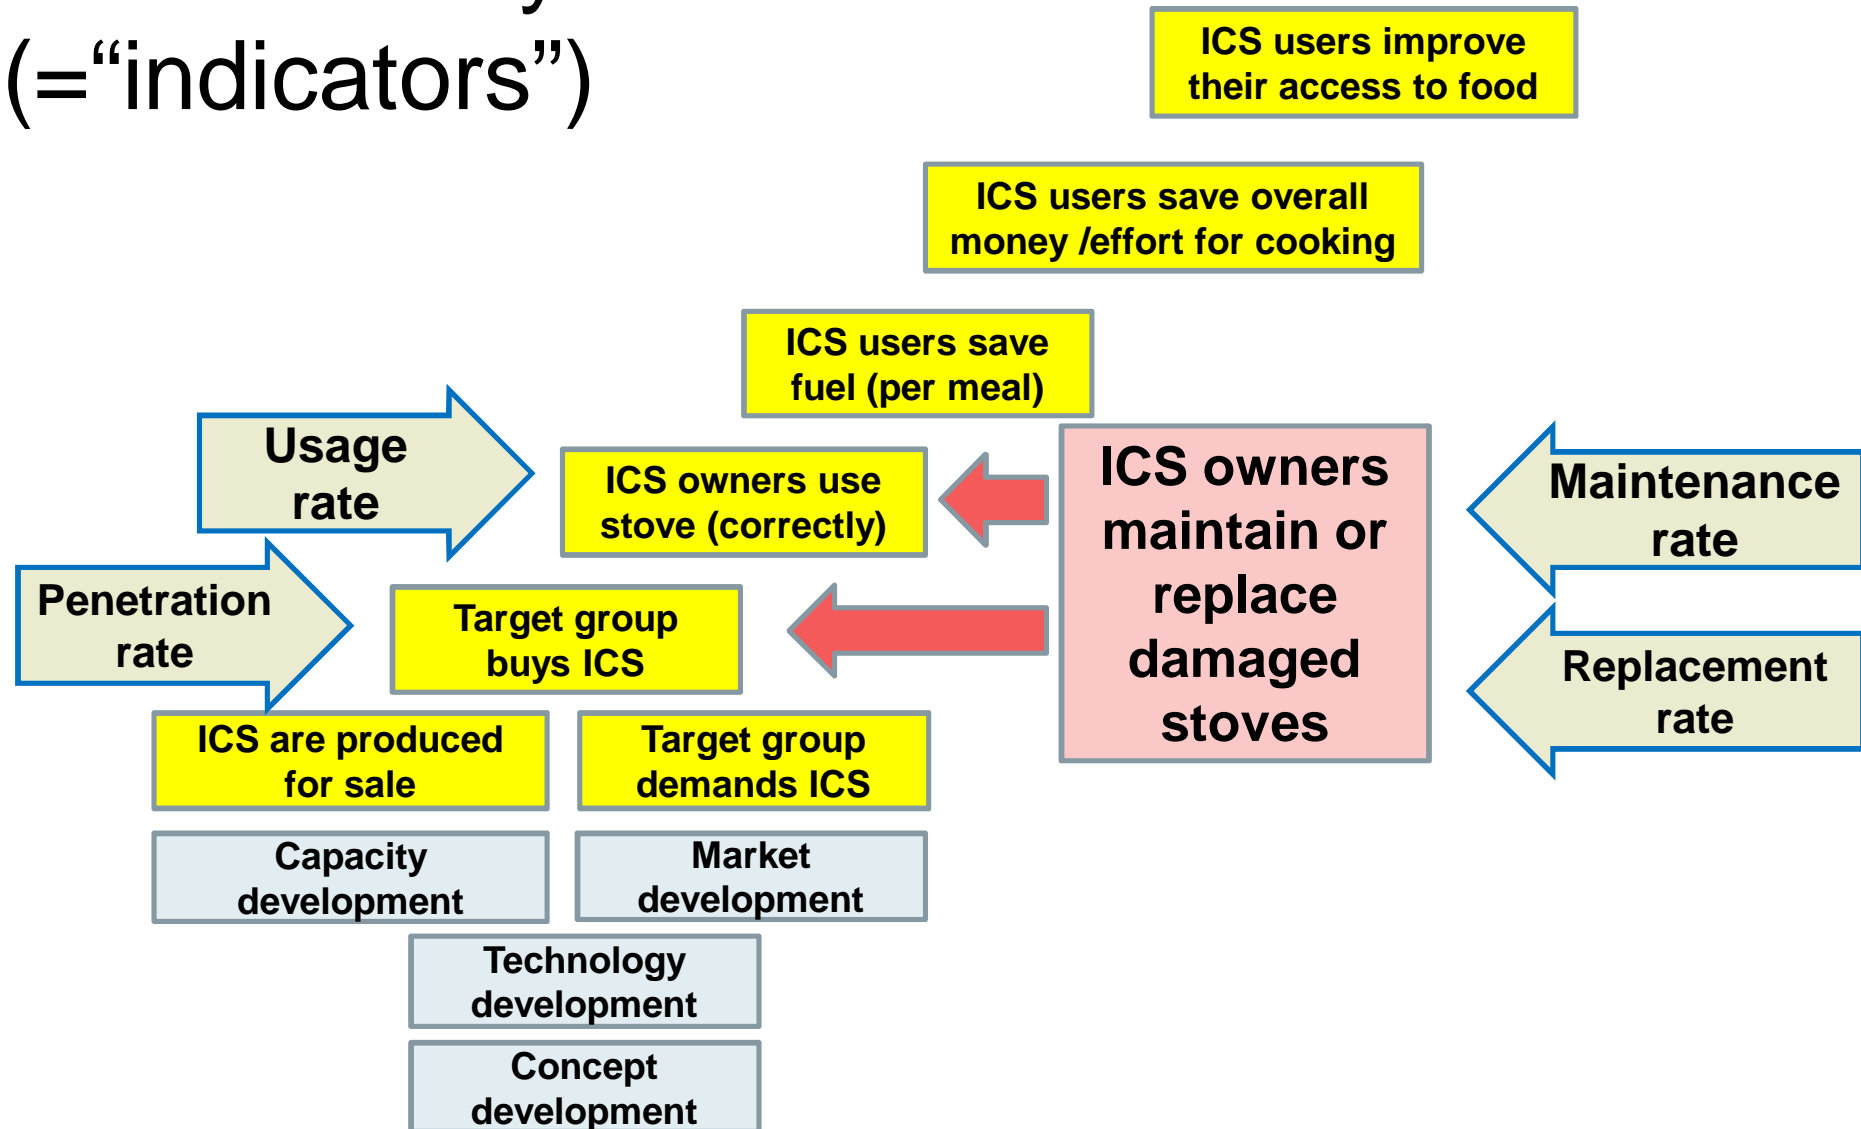 (=“indicators”)
ICS users improve
their access to food
ICS users save overall
money /effort for cooking
ICS users save
fuel (per meal)
Usage
rate
ICS owners use
stove (correctly)
ICS owners
maintain or
replace
damaged
stoves
Maintenance
rate
Penetration
rate
Target group
buys ICS
Replacement
rate
ICS are produced
for sale
Target group
demands ICS
Capacity
development
Market
development
Technology
development
Concept
development